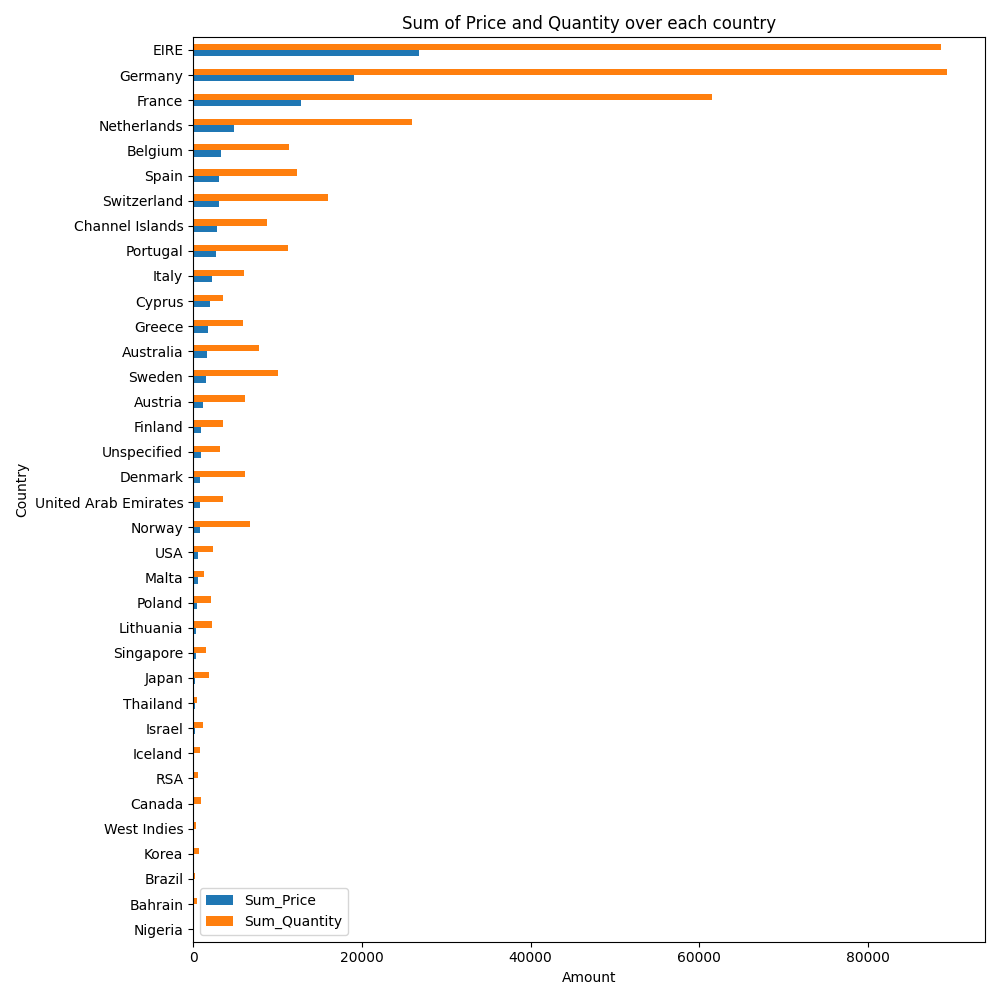 Sum of Price and Quantity over each country
EIRE
Germany
France
Netherlands
Belgium
Spain
Switzerland
Channel Islands
Portugal
Italy
Cyprus
Greece
Australia
Sweden
Austria
Finland
Unspecified
Denmark
United Arab Emirates
Norway
USA
Malta
Poland
Lithuania
Singapore
Japan
Thailand
Israel
Iceland
RSA
Canada
West Indies
Korea
Brazil
Bahrain
Nigeria
Country
Sum_Price
Sum_Quantity
0 20000 40000 60000 80000
Amount